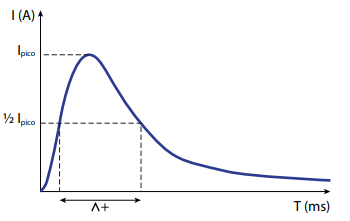 I (A)
Ipico
½ Ipico
Λ+
T (ms)